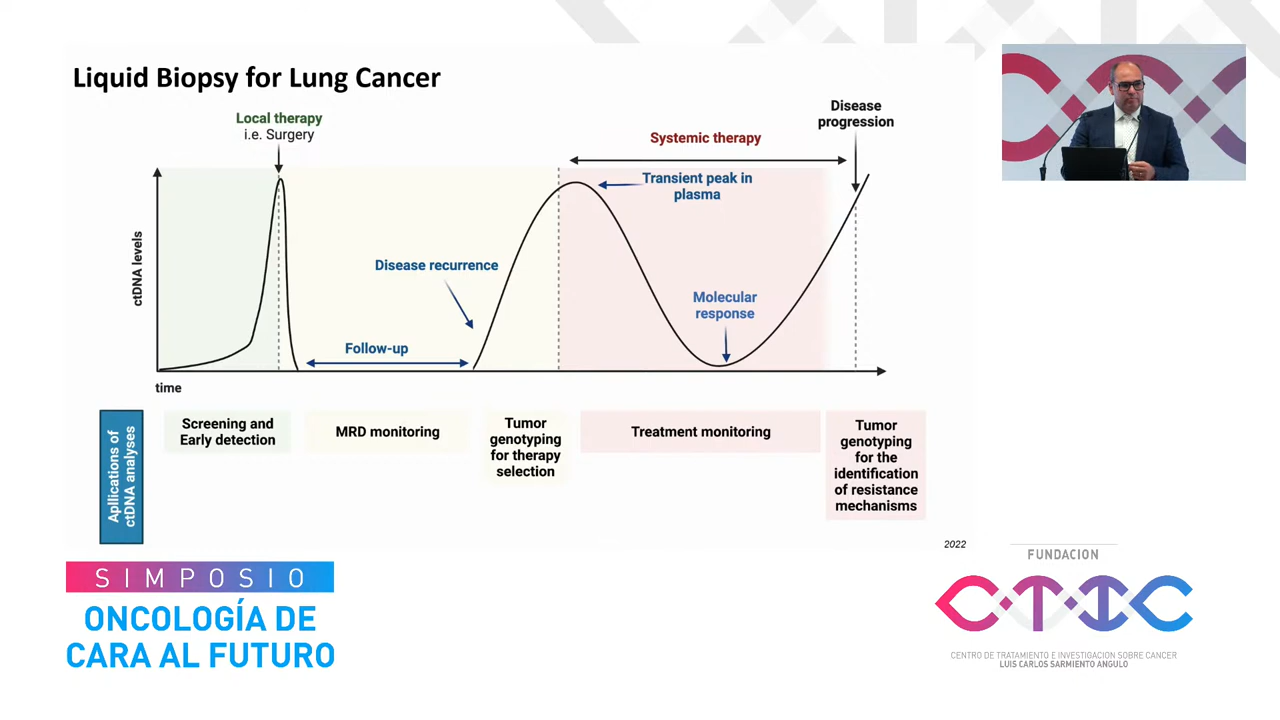 Liquid Biopsy for Lung Cancer
Local therapy
i.e. Surgery
Systemic therapy
Disease
progression
Transient peak in
plasma
ctDNA levels
Disease recurrence
Molecular
response
Follow-up
time
Apllications of
ctDNA analyses
Screening and
Early detection
MRD monitoring
Tumor
genotyping
for therapy
selection
Treatment monitoring
Tumor
genotyping
for the
identification
of resistance
mechanisms
2022
SIMPOSIO
ONCOLOGÍA DE
CARA AL FUTURO
FUNDACION
CTIC
CENTRO DE TRATAMIENTO E INVESTIGACION SOBRE CANCER
LUIS CARLOS SARMIENTO ANGULO